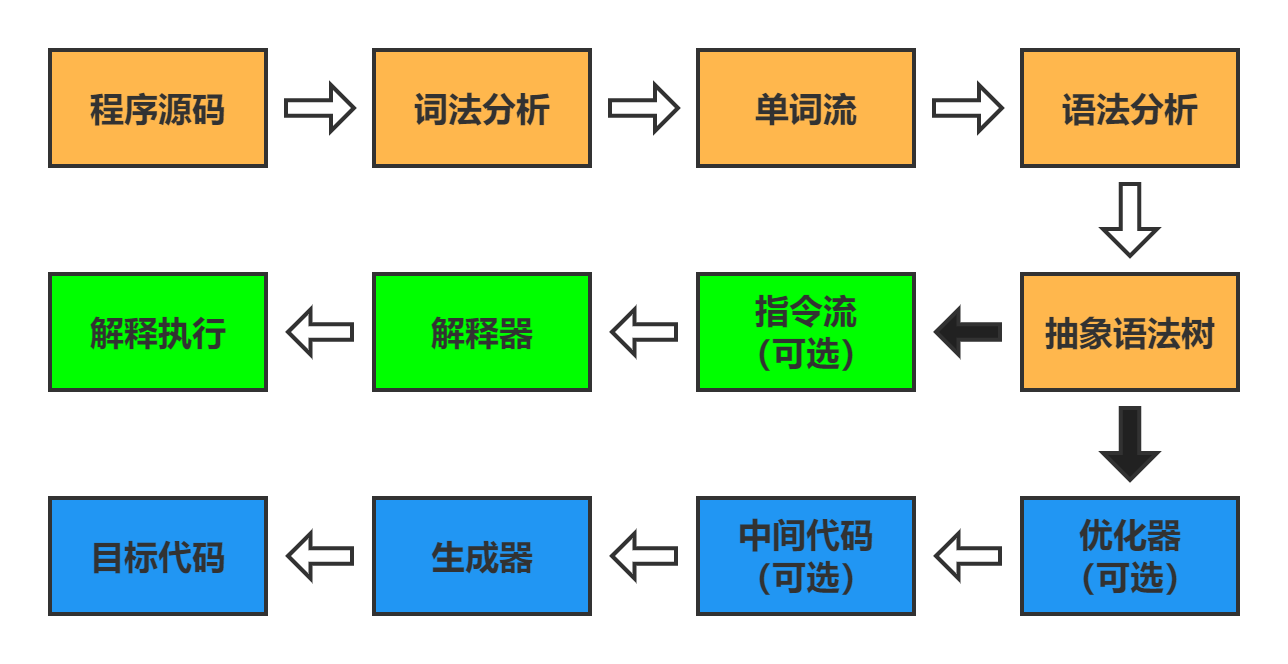 程序源码
词法分析
单词流
语法分析
解释执行
解释器
指令流
（可选）
抽象语法树
目标代码
生成器
中间代码
（可选）
优化器
（可选）